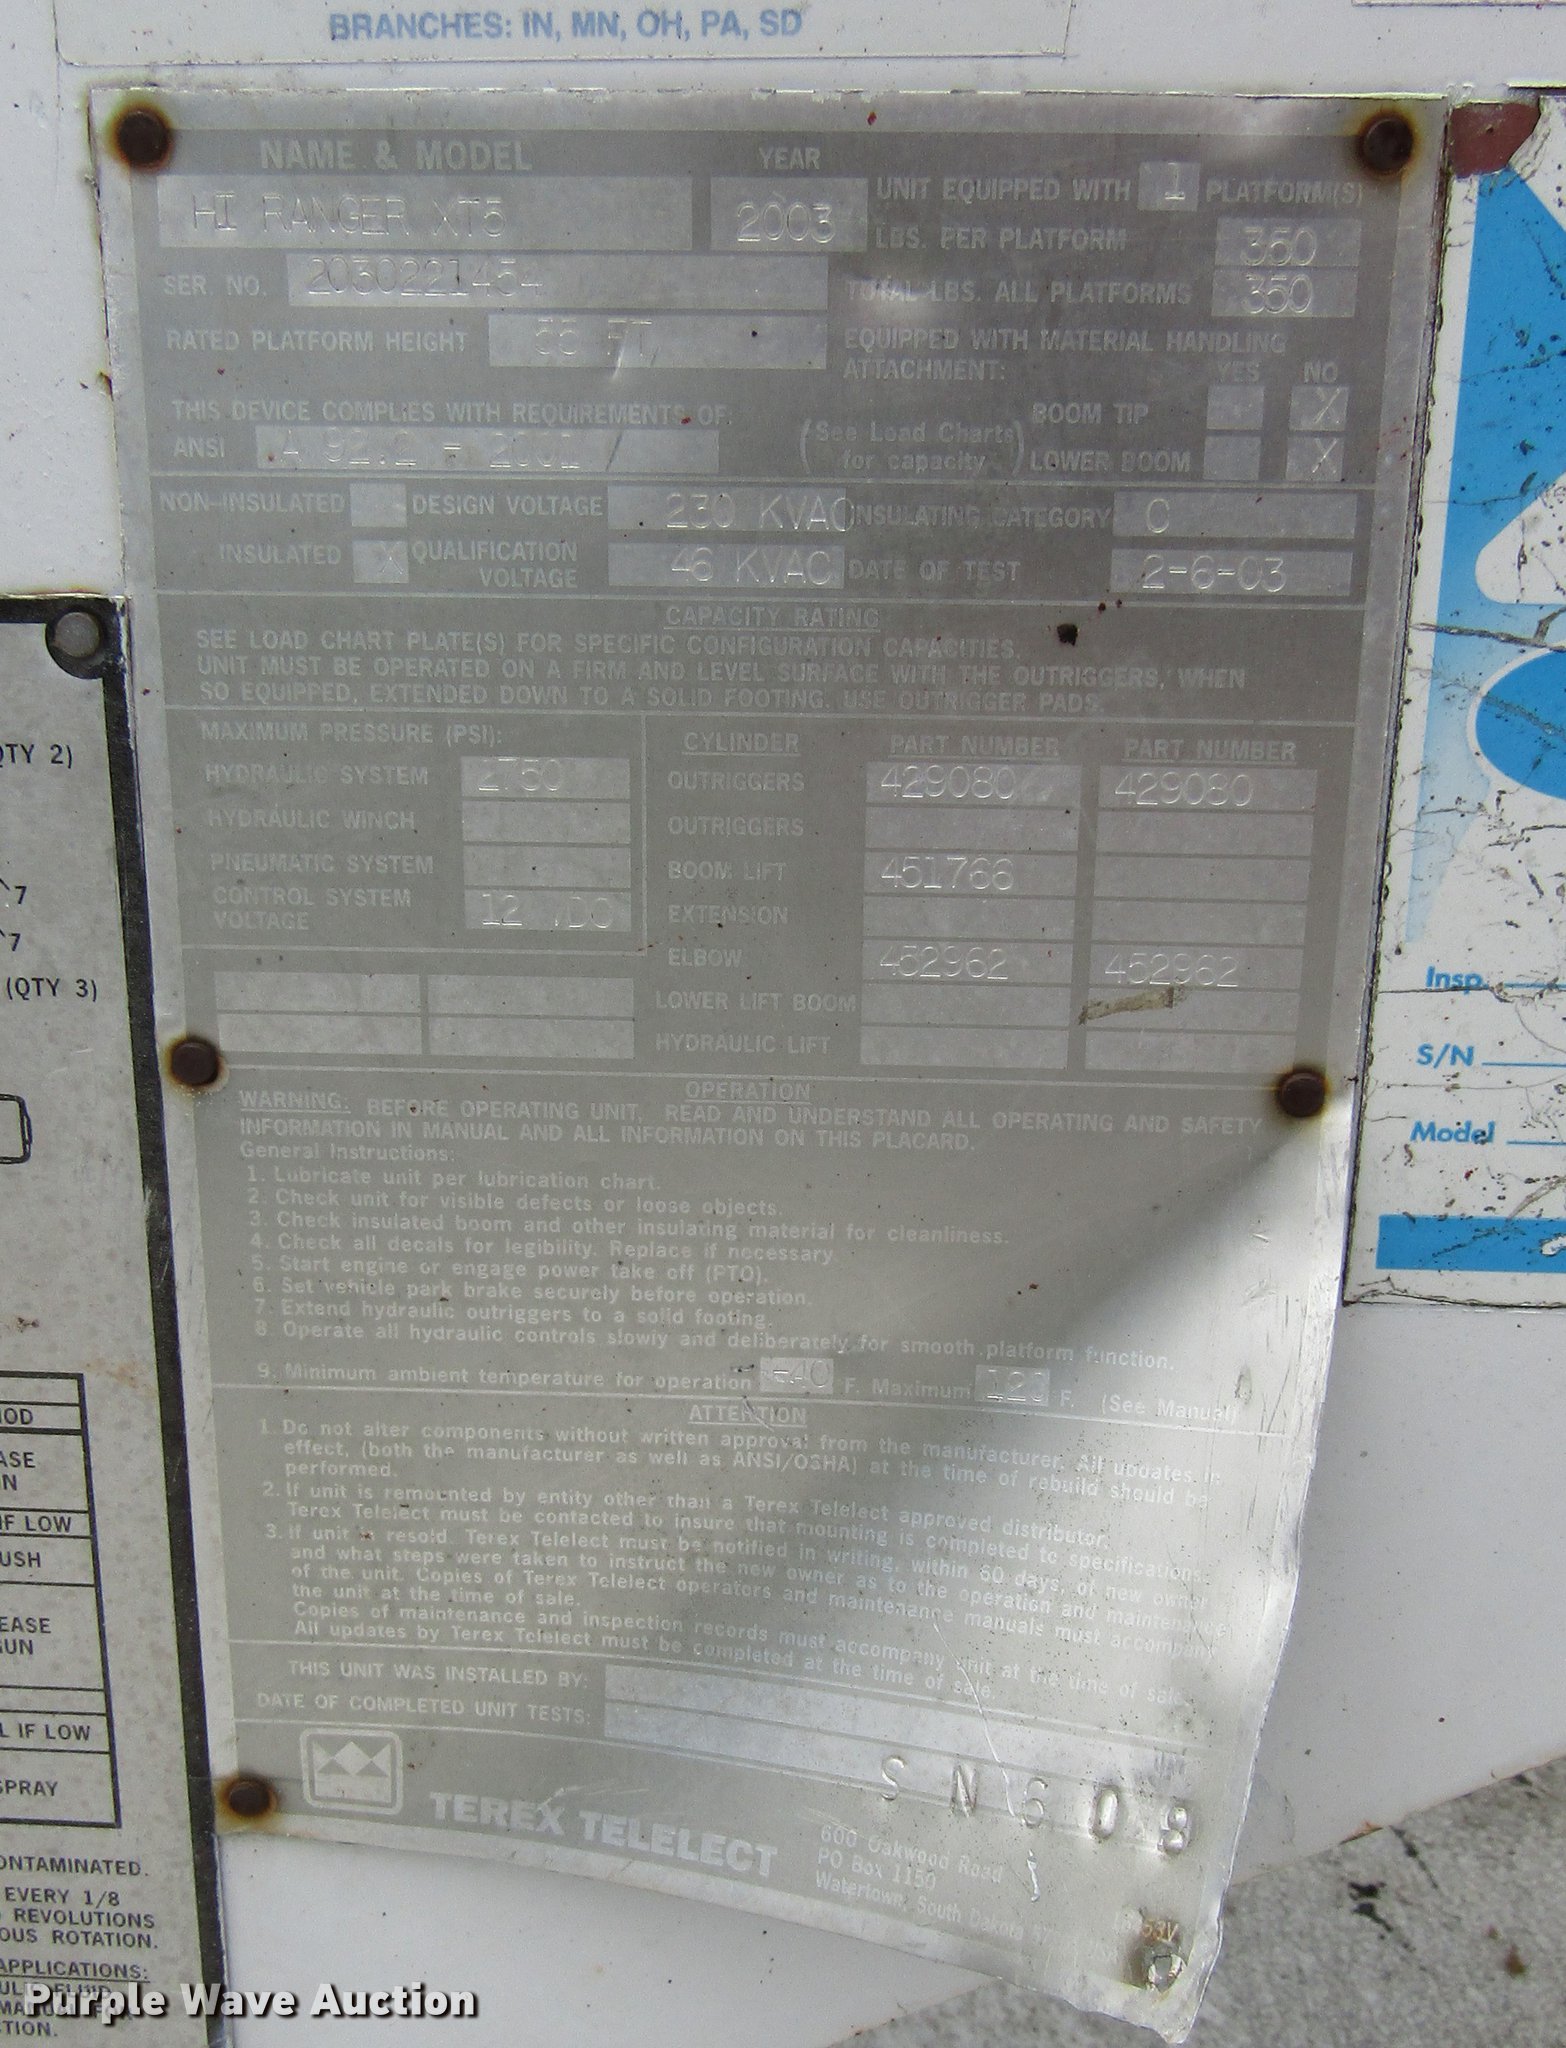 BRANCHES: IN, MN, OH, PA, SD
NAME & MODEL
HI RANGER XT5
YEAR
2003
UNIT EQUIPPED WITH 1 PLATFORM(S)
LBS. PER PLATFORM 350
SER. NO. 2030221454
TOTAL LBS. ALL PLATFORMS 350
RATED PLATFORM HEIGHT FT
EQUIPPED WITH MATERIAL HANDLING
ATTACHMENT: YES NO
THIS DEVICE COMPLIES WITH REQUIREMENTS OF:
BOOM TIP X
ANSI A 92.2 - 2001
(See Load Charts
for capacity)
LOWER BOOM X
NON-INSULATED
DESIGN VOLTAGE 230 KVAC
INSULATING CATEGORY C
INSULATED X
QUALIFICATION
VOLTAGE 46 KVAC
DATE OF TEST 2-6-03
CAPACITY RATING
SEE LOAD CHART PLATE(S) FOR SPECIFIC CONFIGURATION CAPACITIES.
UNIT MUST BE OPERATED ON A FIRM AND LEVEL SURFACE WITH THE OUTRIGGERS, WHEN
SO EQUIPPED, EXTENDED DOWN TO A SOLID FOOTING. USE OUTRIGGER PADS.
MAXIMUM PRESSURE (PSI):
HYDRAULIC SYSTEM 2750
HYDRAULIC WINCH
PNEUMATIC SYSTEM
CONTROL SYSTEM
VOLTAGE 12 VDC
CYLINDER PART NUMBER PART NUMBER
OUTRIGGERS 429080 429080
OUTRIGGERS
BOOM LIFT 451766
EXTENSION
ELBOW 452962 452962
LOWER LIFT BOOM
HYDRAULIC LIFT
OPERATION
WARNING: BEFORE OPERATING UNIT, READ AND UNDERSTAND ALL OPERATING AND SAFETY
INFORMATION IN MANUAL AND ALL INFORMATION ON THIS PLACARD.
General Instructions:
1. Lubricate unit per lubrication chart.
2. Check unit for visible defects or loose objects.
3. Check insulated boom and other insulating material for cleanliness.
4. Check all decals for legibility. Replace if necessary.
5. Start engine or engage power take off (PTO).
6. Set vehicle park brake securely before operation.
7. Extend hydraulic outriggers to a solid footing.
8. Operate all hydraulic controls slowly and deliberately for smooth platform function.
9. Minimum ambient temperature for operation -40 F. Maximum 120 F. (See Manual)
ATTENTION
1. Do not alter components without written approval from the manufacturer. All updates, in
effect, (both the manufacturer as well as ANSI/OSHA) at the time of rebuild should be
performed.
2. If unit is remounted by entity other than a Terex Telelect approved distributor,
Terex Telelect must be contacted to insure that mounting is completed to specifications.
3. If unit is resold, Terex Telelect must be notified in writing, within 60 days, of new owner
and what steps were taken to instruct the new owner as to the operation and maintenance
of the unit. Copies of Terex Telelect operators and maintenance manuals must accompany
the unit at the time of sale.
Copies of maintenance and inspection records must accompany unit at the time of sale.
All updates by Terex Telelect must be completed at the time of sale.
THIS UNIT WAS INSTALLED BY:
DATE OF COMPLETED UNIT TESTS:
SN608
TEREX TELELECT
600 Oakwood Road
PO Box 1150
Watertown, South Dakota
QTY 2)
7
7
(QTY 3)
IF LOW
L IF LOW
SPRAY
CONTAMINATED.
EVERY 1/8
REVOLUTIONS
OUS ROTATION.
APPLICATIONS:
Insp.
S/N
Model
Purple Wave Auction